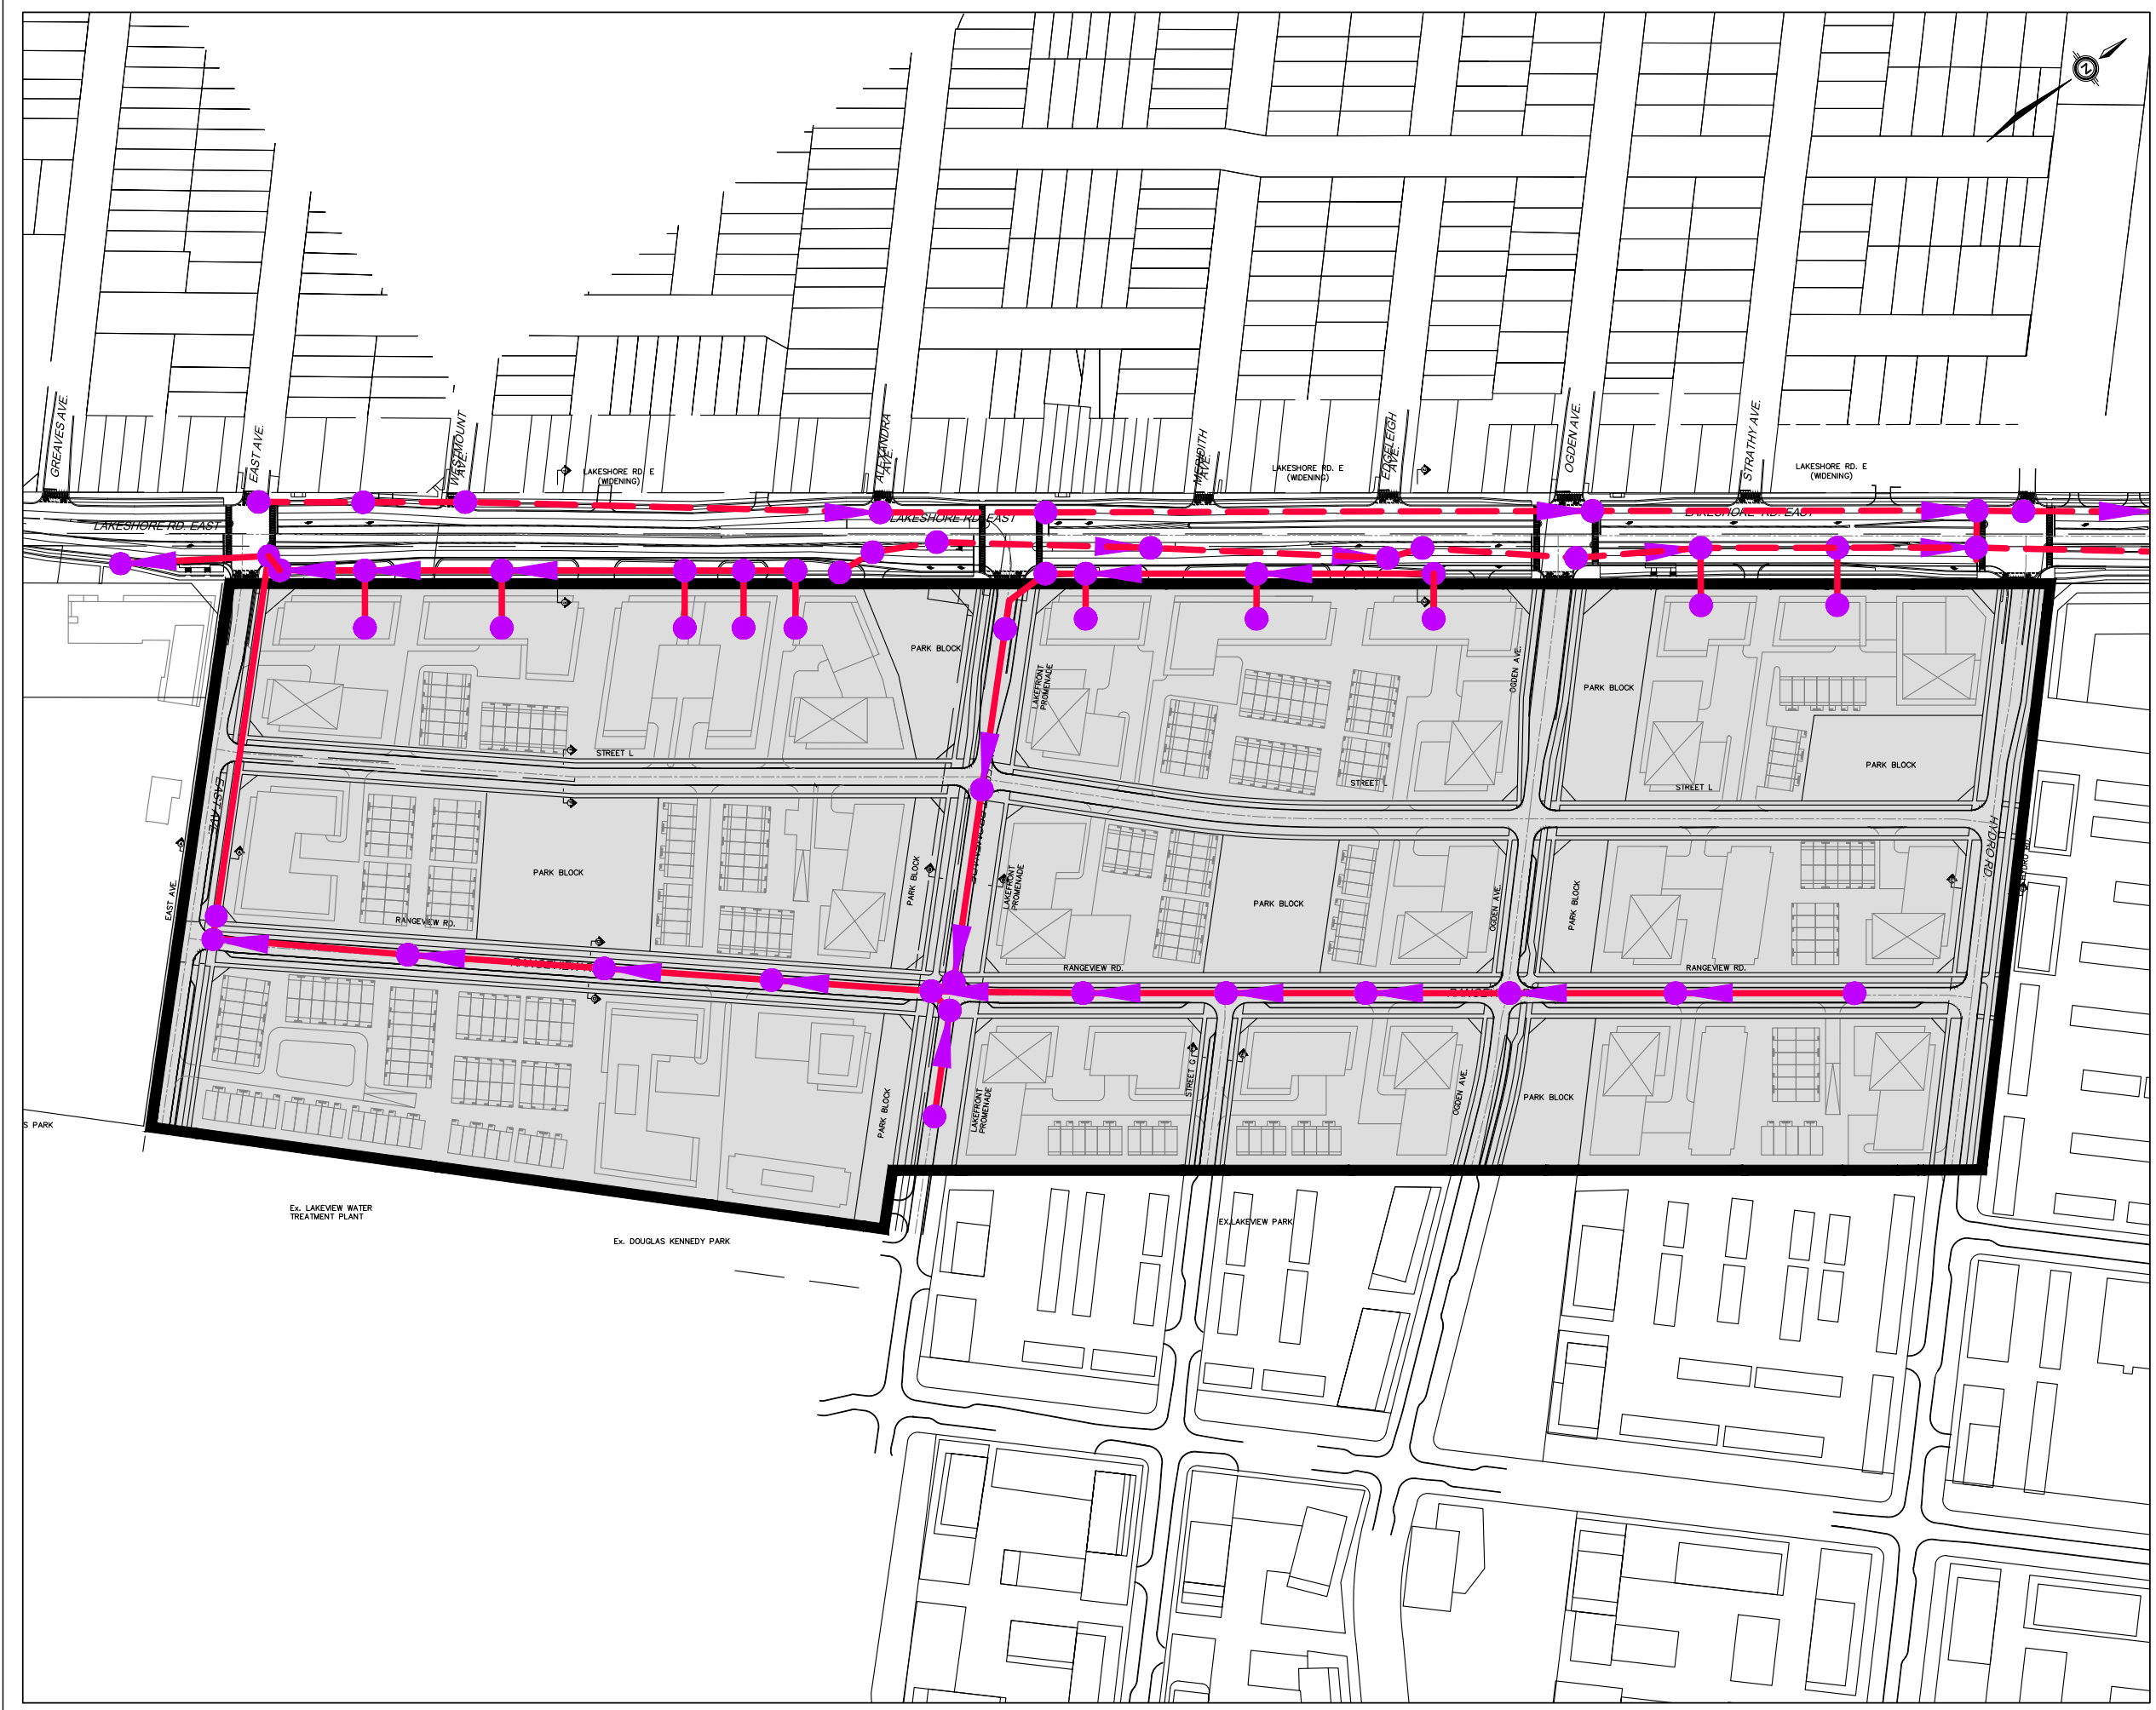 N
GREAVES AVE.
EAST AVE.
WESTMOUNT
AVE.
ALEXANDRA
AVE.
MERIDITH
AVE.
EDGELEIGH
AVE.
OGDEN AVE.
STRATHY AVE.
LAKESHORE RD. E
(WIDENING)
LAKESHORE RD. E
(WIDENING)
LAKESHORE RD. E
(WIDENING)
LAKESHORE RD. EAST
LAKESHORE RD. EAST
LAKESHORE RD. EAST
PARK BLOCK
LAKEFRONT
PROMENADE
OGDEN AVE.
PARK BLOCK
PARK BLOCK
STREET L
STREET L
STREET L
EAST AVE.
EAST AVE.
PARK BLOCK
PARK BLOCK
LAKEFRONT
PROMENADE
PARK BLOCK
OGDEN AVE.
PARK BLOCK
HYDRO RD.
HYDRO RD.
RANGEVIEW RD.
RANGEVIEW RD.
RANGEVIEW RD.
PARK BLOCK
LAKEFRONT
PROMENADE
STREET G
OGDEN AVE.
PARK BLOCK
S PARK
Ex. LAKEVIEW WATER
TREATMENT PLANT
Ex. DOUGLAS KENNEDY PARK
EX.LAKEVIEW PARK